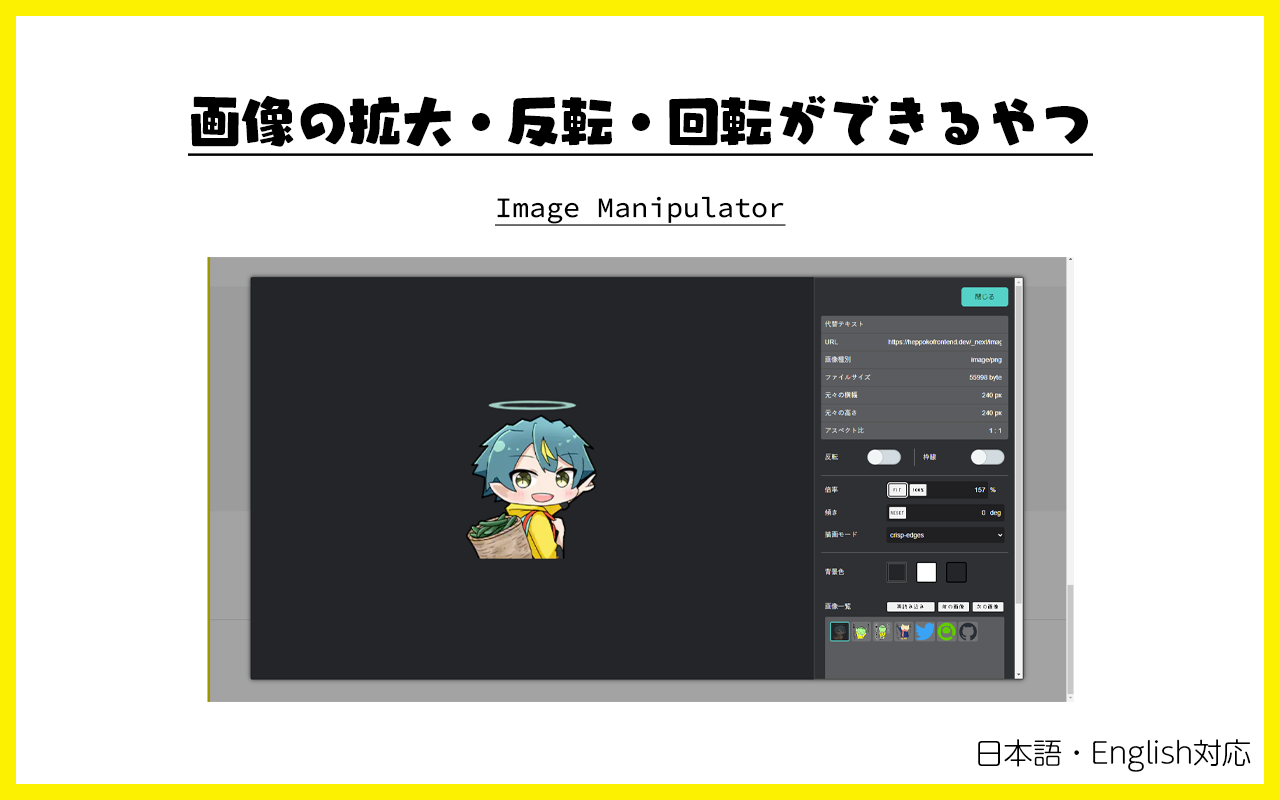 画像の拡大・反転・回転ができるやつ
Image Manipulator
閉じる
代替テキスト
URL https://heppokofrontend.dev/_next/imag
画像種別 image/png
ファイルサイズ 55998 byte
元々の横幅 240 px
元々の高さ 240 px
アスペクト比 1 : 1
反転 枠線
倍率 FIT 100% 157 %
傾き RESET 0 deg
描画モード crisp-edges
背景色
画像一覧 再読み込み 前の画像 次の画像
日本語・English対応